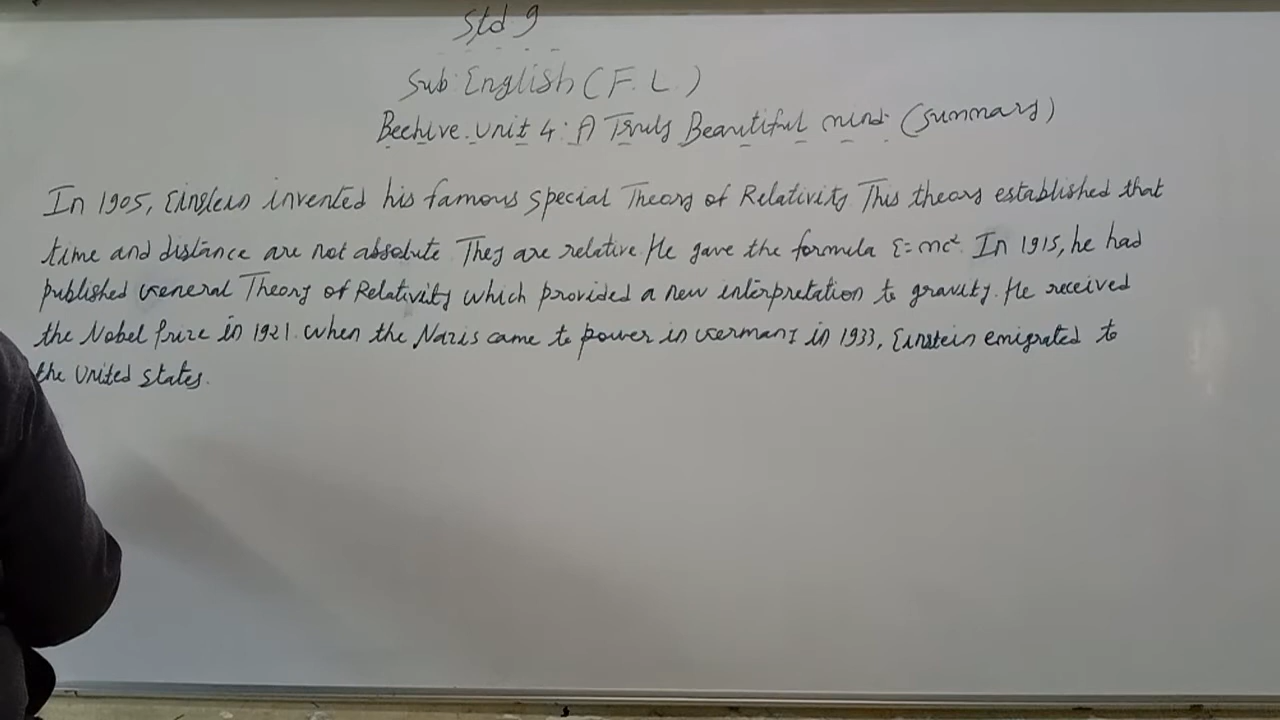 Std 9
Sub: English (F.L.)
Beehive. Unit 4: A Truly Beautiful mind. (Summary)
In 1905, Einstein invented his famous special Theory of Relativity. This theory established that
time and distance are not absolute. They are relative. He gave the formula E=mc². In 1915, he had
published General Theory of Relativity which provided a new interpretation to gravity. He received
the Nobel Prize in 1921. When the Nazis came to power in Germany in 1933, Einstein emigrated to
the United States.